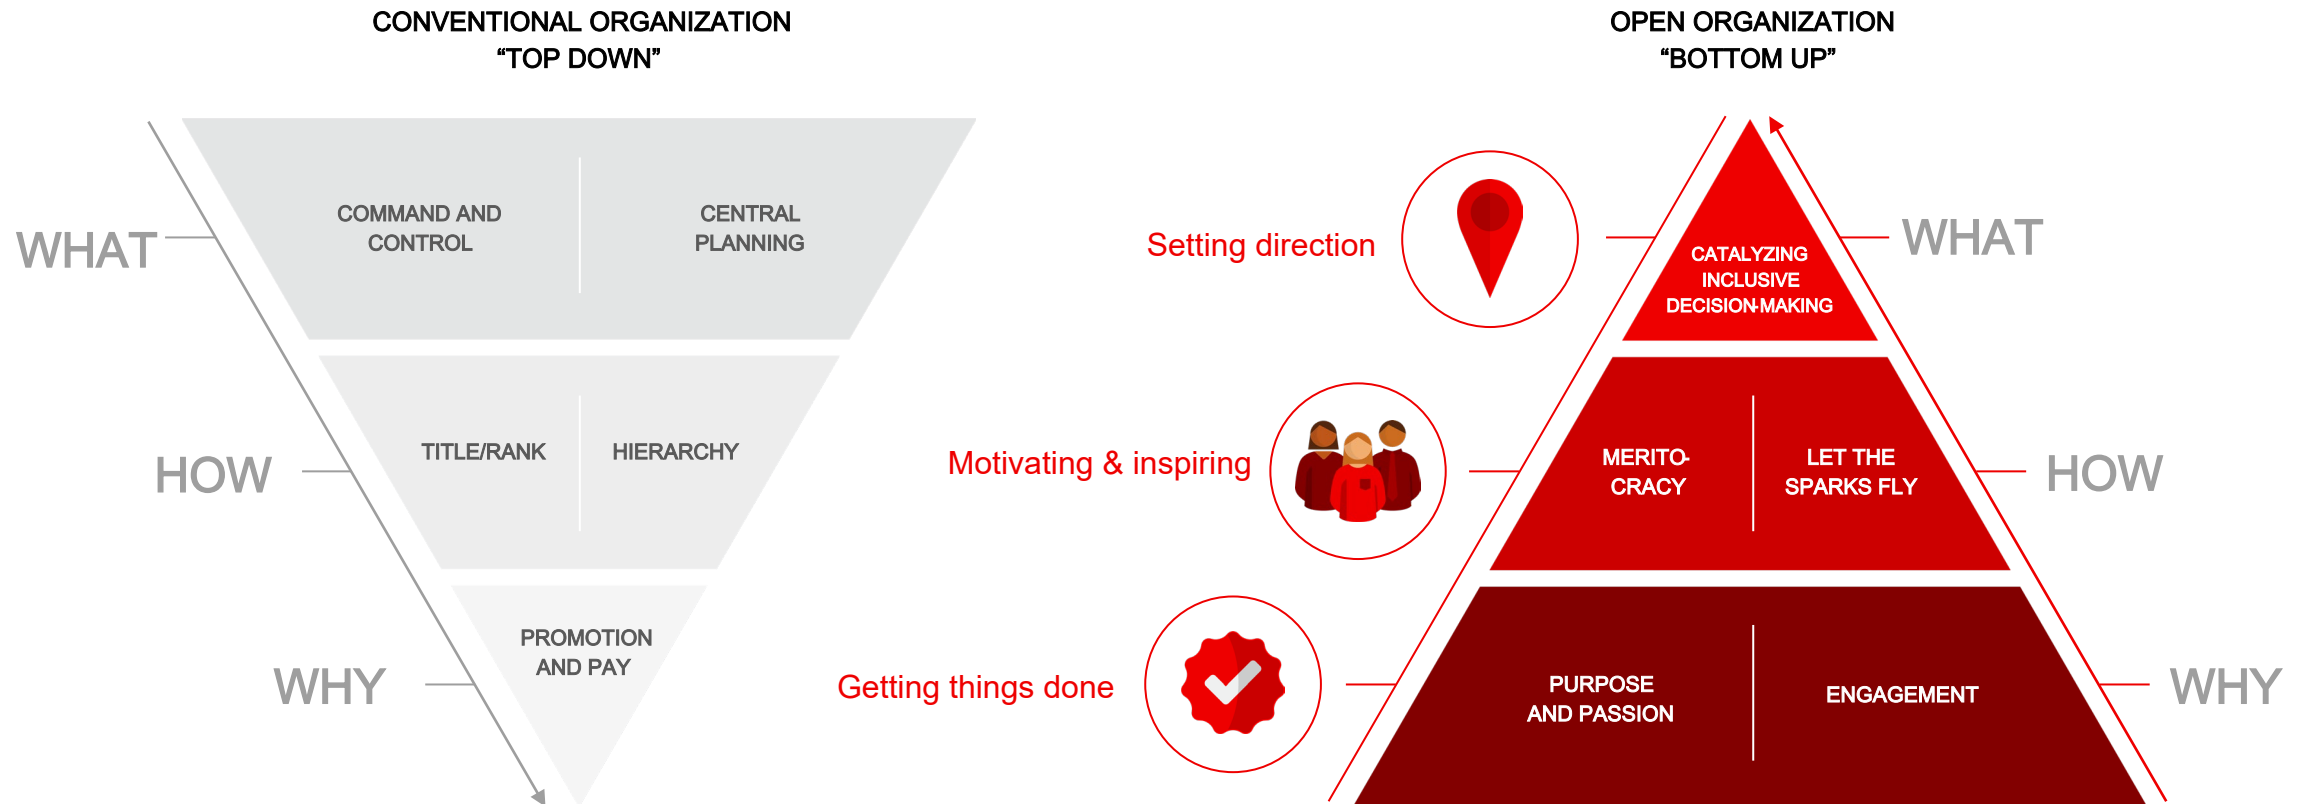 CONVENTIONAL ORGANIZATION
“TOP DOWN”
WHAT
COMMAND AND
CONTROL
CENTRAL
PLANNING
HOW
TITLE/RANK
HIERARCHY
WHY
PROMOTION
AND PAY
OPEN ORGANIZATION
“BOTTOM UP”
Setting direction
CATALYZING
INCLUSIVE
DECISION-MAKING
WHAT
Motivating & inspiring
MERITO-
CRACY
LET THE
SPARKS FLY
HOW
Getting things done
PURPOSE
AND PASSION
ENGAGEMENT
WHY